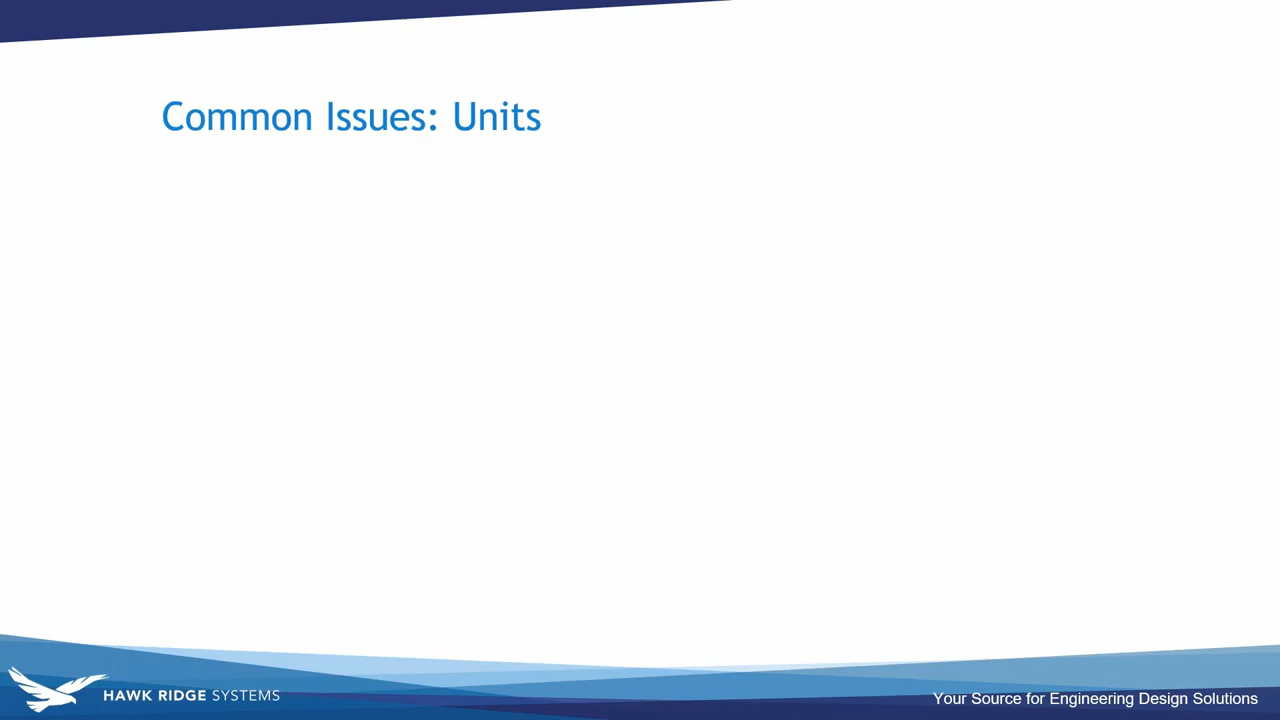 Common Issues: Units
HAWK RIDGE SYSTEMS
Your Source for Engineering Design Solutions